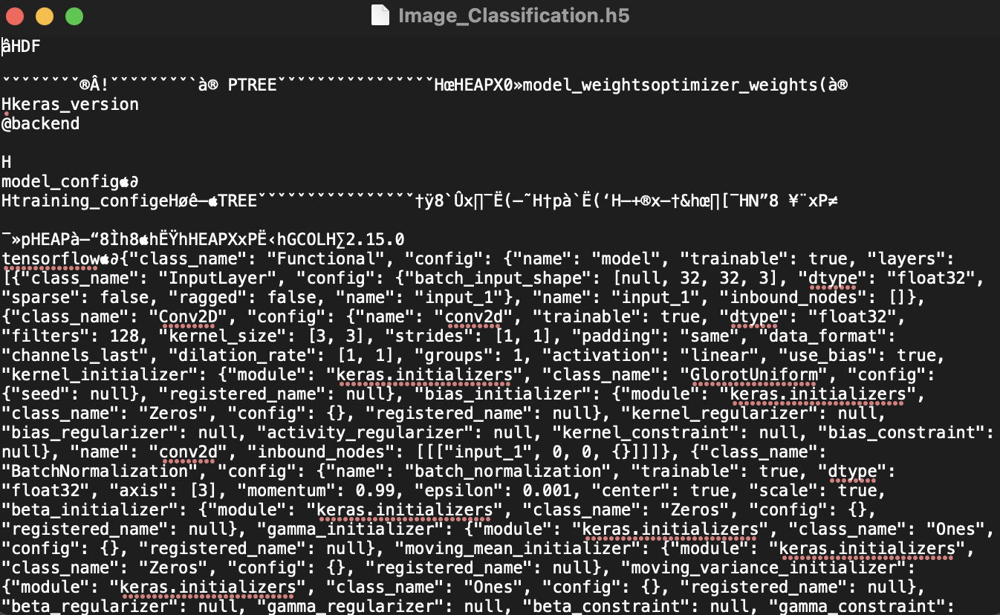 Image_Classification.h5
âHDF
ˇˇˇˇˇˇˇˇ®Â!ˇˇˇˇˇˇˇˇ`à® PTREEˇˇˇˇˇˇˇˇˇˇˇˇˇˇˇˇHœHEAPX0»model_weightsoptimizer_weights(à®
Hkeras_version
@backend
H
model_config∂
Htraining_configeHøê—TREEˇˇˇˇˇˇˇˇˇˇˇˇˇˇˇˇ†ÿ8`Ûx∏¯Ë(—˜H†pà`Ë(‘H—+®x—†&hœ∏[¯HN”8 ¥¨xP≠
¯»pHEAPà—“8Ìh8hËŸhHEAPXxPË‹hGCOLH∑2.15.0
tensorflow∂{"class_name": "Functional", "config": {"name": "model", "trainable": true, "layers":
[{"class_name": "InputLayer", "config": {"batch_input_shape": [null, 32, 32, 3], "dtype": "float32",
"sparse": false, "ragged": false, "name": "input_1"}, "name": "input_1", "inbound_nodes": []},
{"class_name": "Conv2D", "config": {"name": "conv2d", "trainable": true, "dtype": "float32",
"filters": 128, "kernel_size": [3, 3], "strides": [1, 1], "padding": "same", "data_format":
"channels_last", "dilation_rate": [1, 1], "groups": 1, "activation": "linear", "use_bias": true,
"kernel_initializer": {"module": "keras.initializers", "class_name": "GlorotUniform", "config":
{"seed": null}, "registered_name": null}, "bias_initializer": {"module": "keras.initializers",
"class_name": "Zeros", "config": {}, "registered_name": null}, "kernel_regularizer": null,
"bias_regularizer": null, "activity_regularizer": null, "kernel_constraint": null, "bias_constraint":
null}, "name": "conv2d", "inbound_nodes": [[["input_1", 0, 0, {}]]]}, {"class_name":
"BatchNormalization", "config": {"name": "batch_normalization", "trainable": true, "dtype":
"float32", "axis": [3], "momentum": 0.99, "epsilon": 0.001, "center": true, "scale": true,
"beta_initializer": {"module": "keras.initializers", "class_name": "Zeros", "config": {},
"registered_name": null}, "gamma_initializer": {"module": "keras.initializers", "class_name": "Ones",
"config": {}, "registered_name": null}, "moving_mean_initializer": {"module": "keras.initializers",
"class_name": "Zeros", "config": {}, "registered_name": null}, "moving_variance_initializer":
{"module": "keras.initializers", "class_name": "Ones", "config": {}, "registered_name": null},
"beta_regularizer": null, "gamma_regularizer": null, "beta_constraint": null, "gamma_constraint":